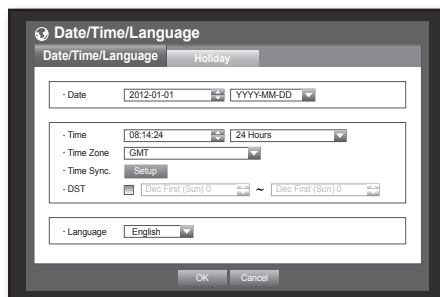 Date/Time/Language
Date/Time/Language Holiday
· Date 2012-01-01 YYYY-MM-DD
· Time 08:14:24 24 Hours
· Time Zone GMT
· Time Sync. Setup
· DST Dec First (Sun) 0 ~ Dec First (Sun) 0
· Language English
OK Cancel